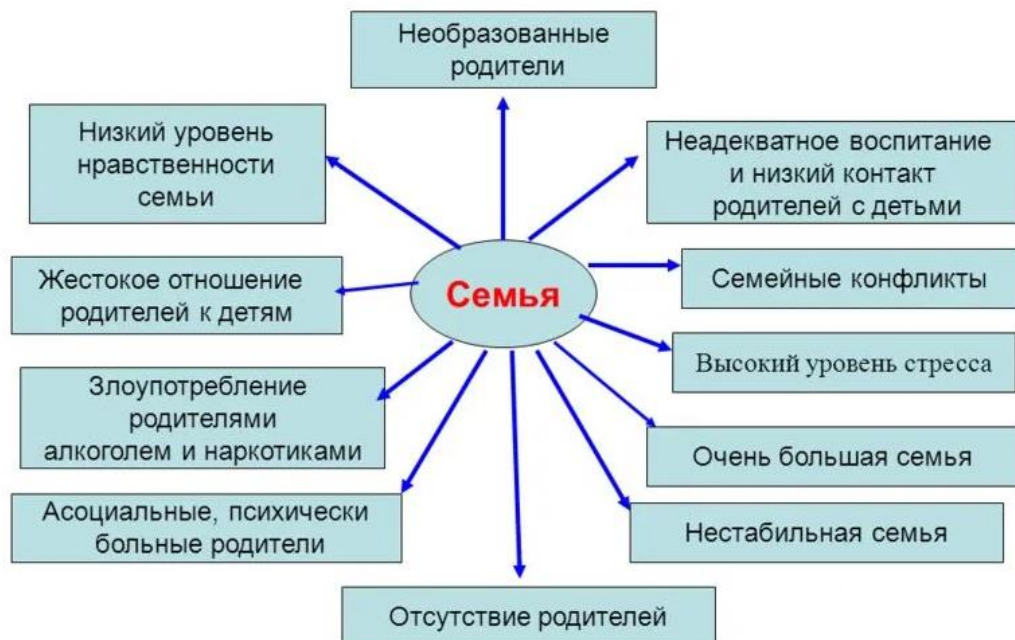 Необразованные
родители
Низкий уровень
нравственности
семьи
Неадекватное воспитание
и низкий контакт
родителей с детьми
Жестокое отношение
родителей к детям
Семья
Семейные конфликты
Высокий уровень стресса
Злоупотребление
родителями
алкоголем и наркотиками
Очень большая семья
Асоциальные, психически
больные родители
Нестабильная семья
Отсутствие родителей